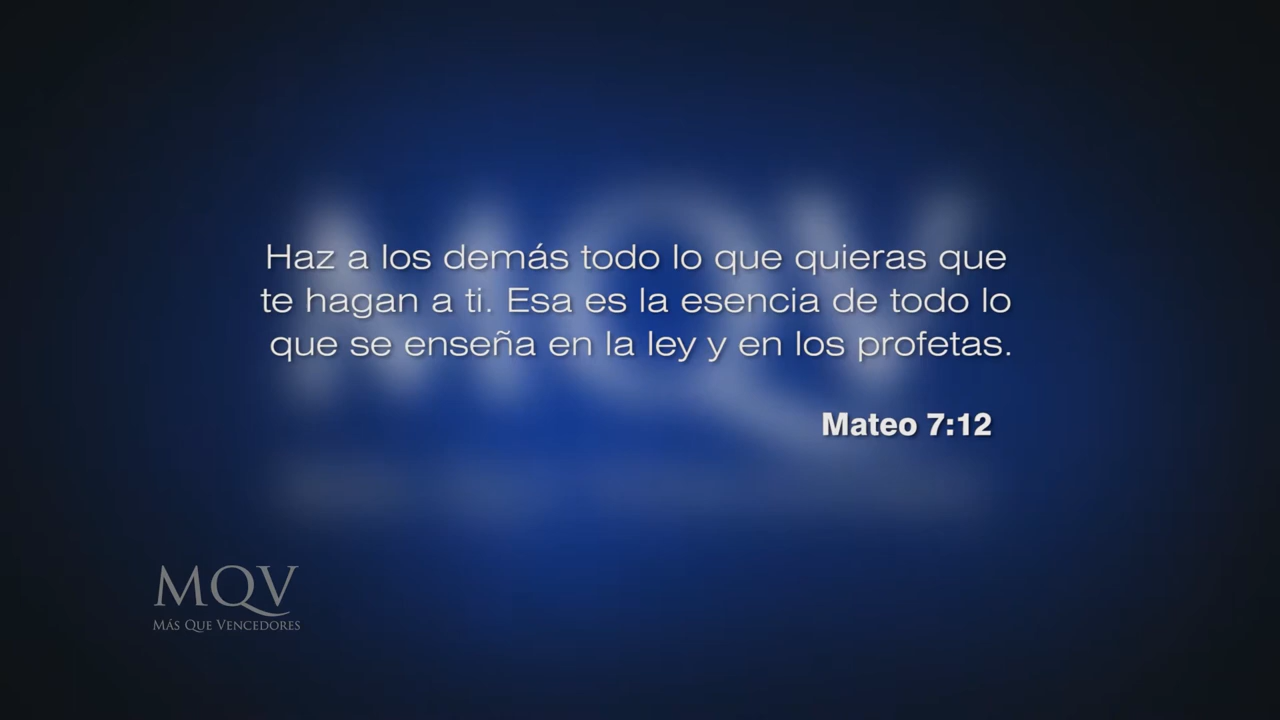 Haz a los demás todo lo que quieras que
te hagan a ti. Esa es la esencia de todo lo
que se enseña en la ley y en los profetas.
Mateo 7:12
MQV
MÁS QUE VENCEDORES